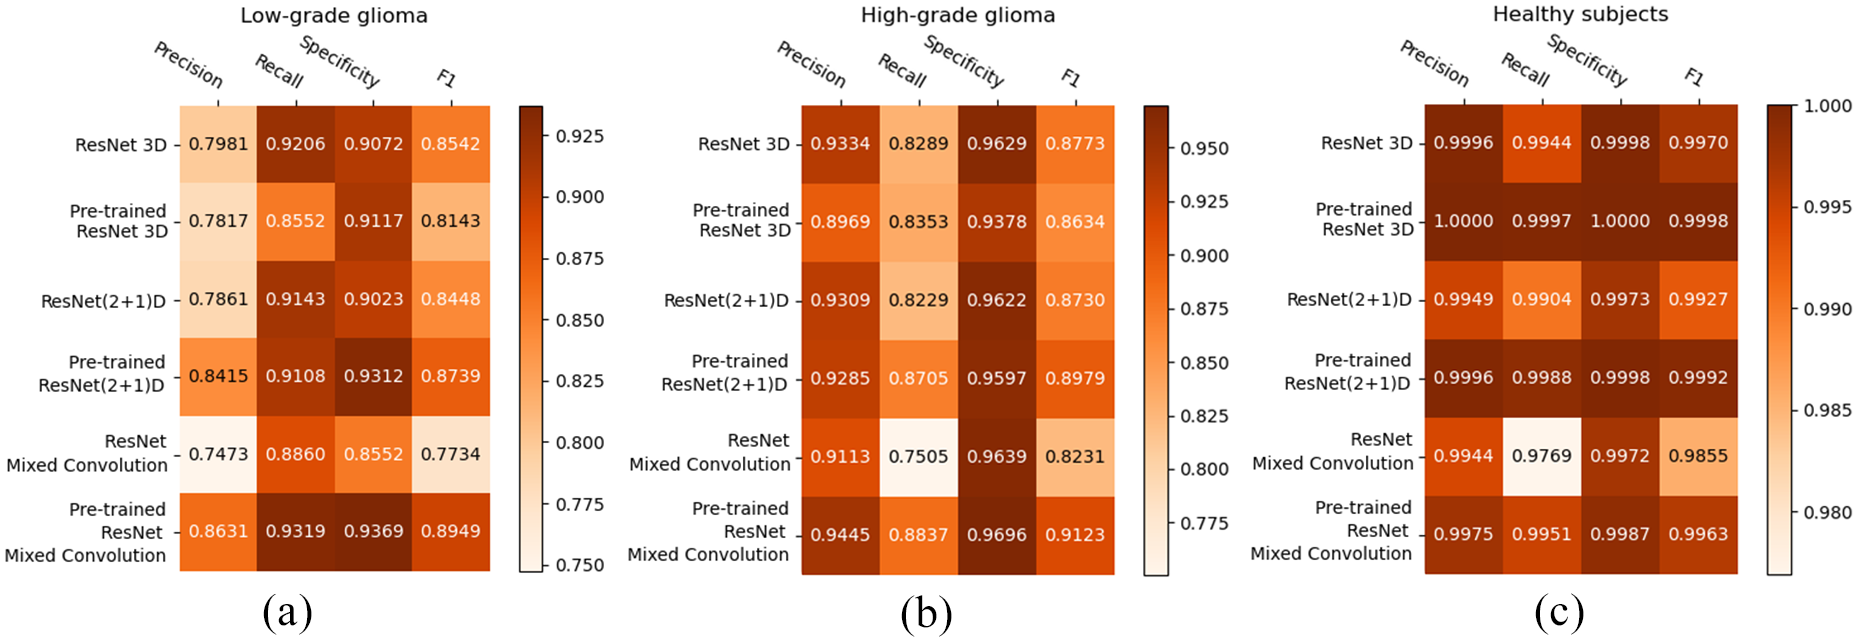 Low-grade glioma
Precision
Recall
Specificity
F1
ResNet 3D
0.7981 0.9206 0.9072 0.8542
Pre-trained
ResNet 3D
0.7817 0.8552 0.9117 0.8143
ResNet(2+1)D
0.7861 0.9143 0.9023 0.8448
Pre-trained
ResNet(2+1)D
0.8415 0.9108 0.9312 0.8739
ResNet
Mixed Convolution
0.7473 0.8860 0.8552 0.7734
Pre-trained
ResNet
Mixed Convolution
0.8631 0.9319 0.9369 0.8949
0.925
0.900
0.875
0.850
0.825
0.800
0.775
0.750
(a)
High-grade glioma
Precision
Recall
Specificity
F1
ResNet 3D
0.9334 0.8289 0.9629 0.8773
Pre-trained
ResNet 3D
0.8969 0.8353 0.9378 0.8634
ResNet(2+1)D
0.9309 0.8229 0.9622 0.8730
Pre-trained
ResNet(2+1)D
0.9285 0.8705 0.9597 0.8979
ResNet
Mixed Convolution
0.9113 0.7505 0.9639 0.8231
Pre-trained
ResNet
Mixed Convolution
0.9445 0.8837 0.9696 0.9123
0.950
0.925
0.900
0.875
0.850
0.825
0.800
0.775
(b)
Healthy subjects
Precision
Recall
Specificity
F1
ResNet 3D
0.9996 0.9944 0.9998 0.9970
Pre-trained
ResNet 3D
1.0000 0.9997 1.0000 0.9998
ResNet(2+1)D
0.9949 0.9904 0.9973 0.9927
Pre-trained
ResNet(2+1)D
0.9996 0.9988 0.9998 0.9992
ResNet
Mixed Convolution
0.9944 0.9769 0.9972 0.9855
Pre-trained
ResNet
Mixed Convolution
0.9975 0.9951 0.9987 0.9963
1.000
0.995
0.990
0.985
0.980
(c)